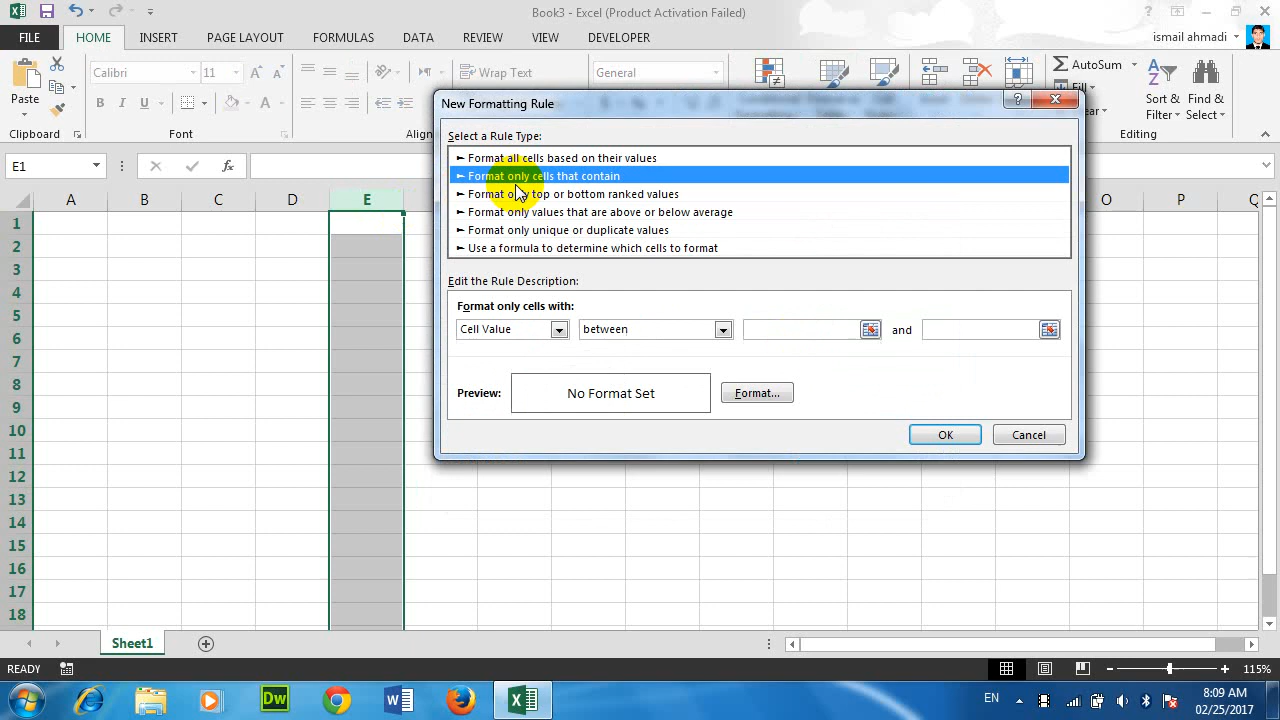 Book3 - Excel (Product Activation Failed)
FILE HOME INSERT PAGE LAYOUT FORMULAS DATA REVIEW VIEW DEVELOPER ismail ahmadi
Calibri 11 Wrap Text General AutoSum
Paste B I U A Sort & Find &
Filter Select
Clipboard Font Editing
E1 fx
New Formatting Rule
Select a Rule Type:
► Format all cells based on their values
► Format only cells that contain
► Format only top or bottom ranked values
► Format only values that are above or below average
► Format only unique or duplicate values
► Use a formula to determine which cells to format
Edit the Rule Description:
Format only cells with:
Cell Value between and
Preview: No Format Set Format...
OK Cancel
A B C D E O P Q
1
2
3
4
5
6
7
8
9
10
11
12
13
14
15
16
17
18
Sheet1
READY 115%
EN 8:09 AM
02/25/2017